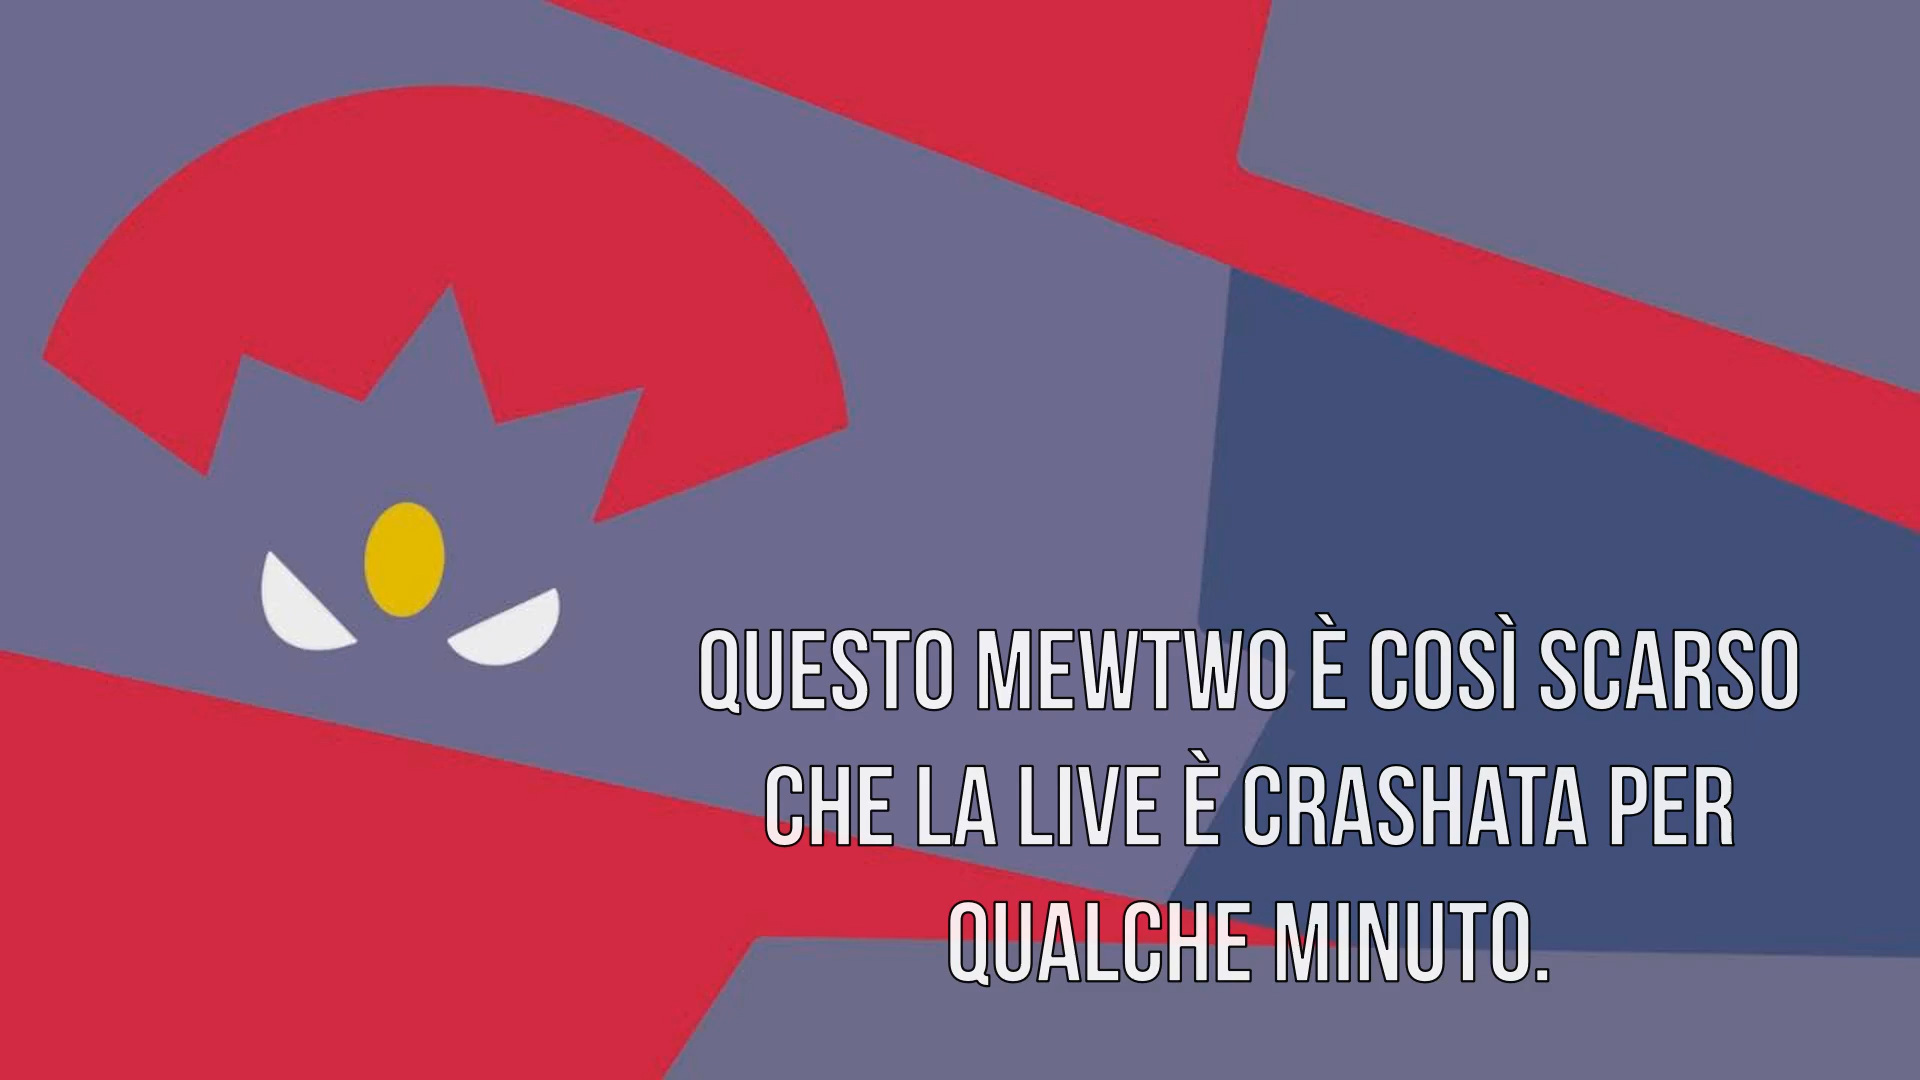 QUESTO MEWTWO È COSÌ SCARSO
CHE LA LIVE È CRASHATA PER
QUALCHE MINUTO.